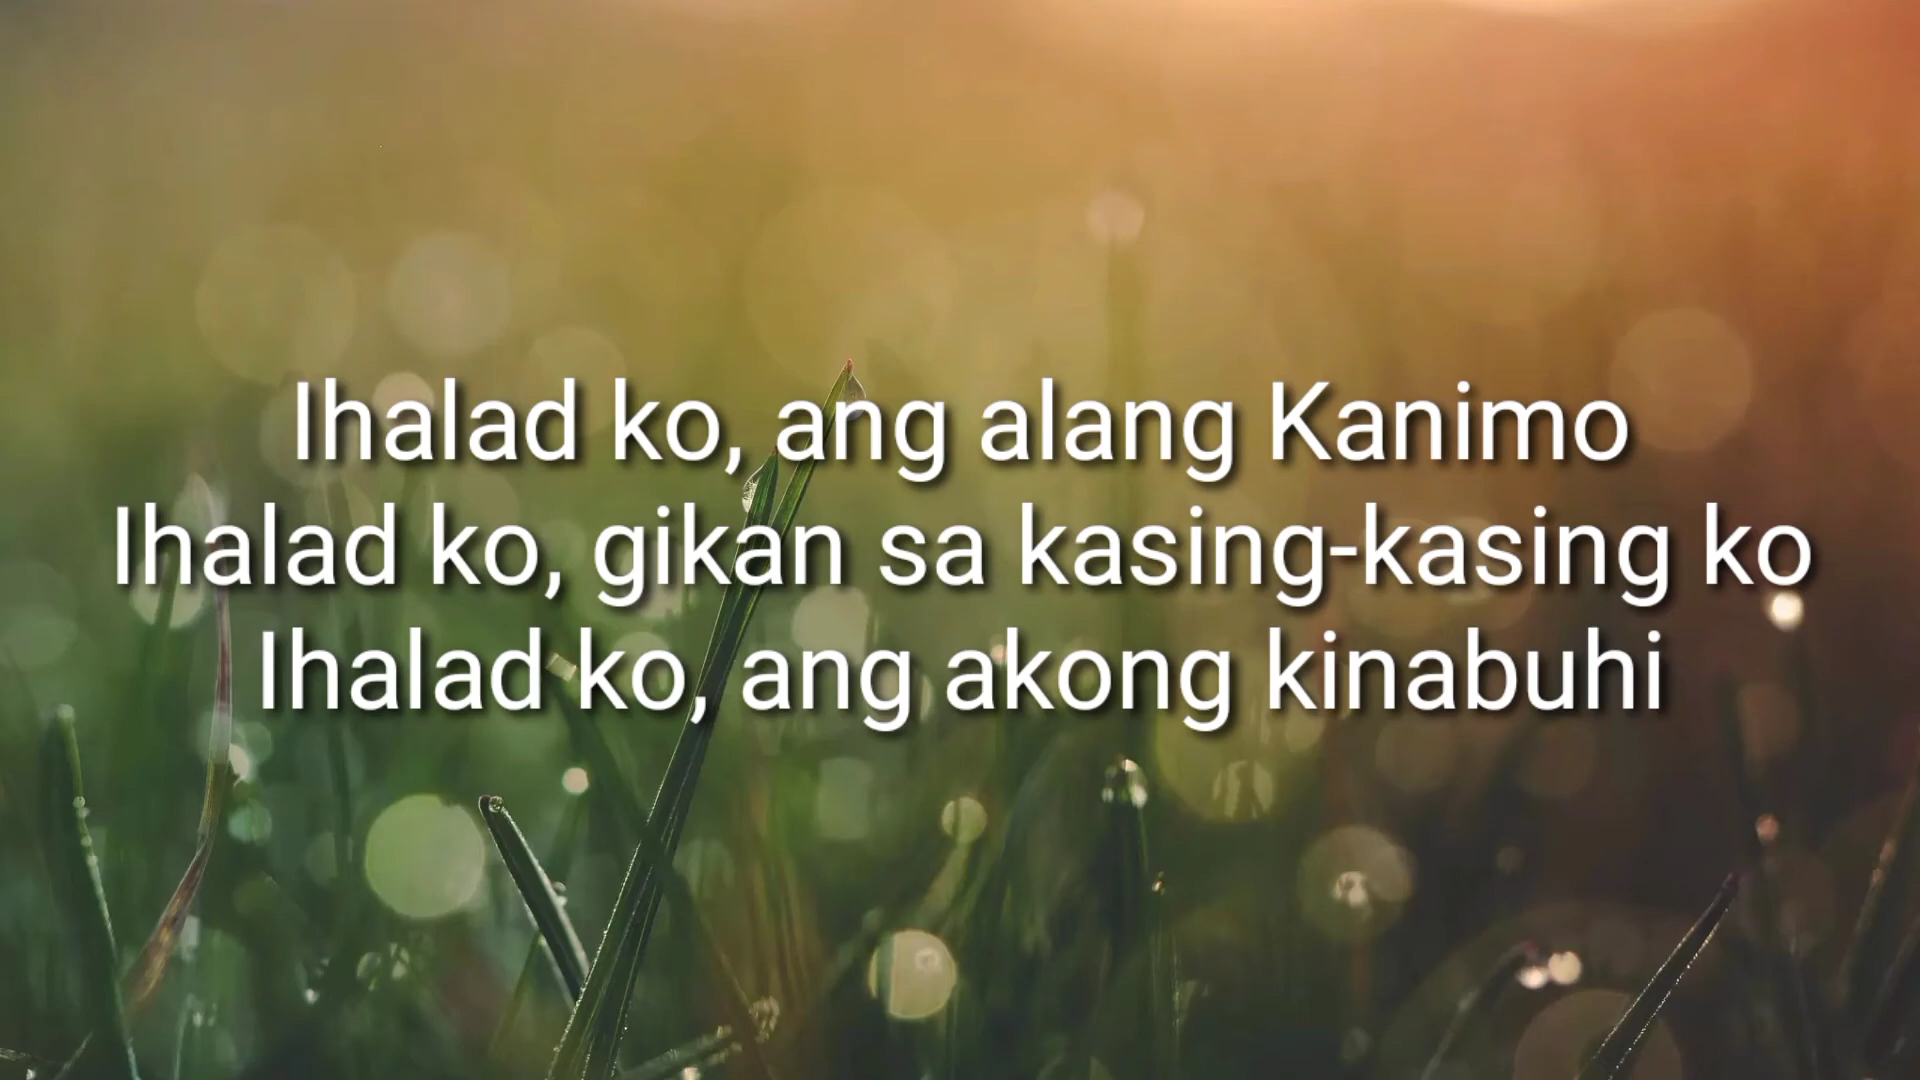 Ihalad ko, ang alang Kanimo
Ihalad ko, gikan sa kasing-kasing ko
Ihalad ko, ang akong kinabuhi